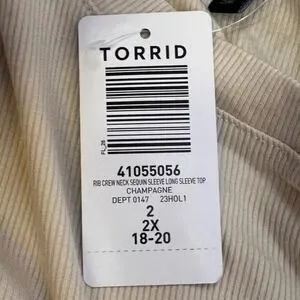 TORRID
41055056
RIB CREW NECK SEQUIN SLEEVE LONG SLEEVE TOP
CHAMPAGNE
DEPT 0147 23HOL1
2
2X
18-20